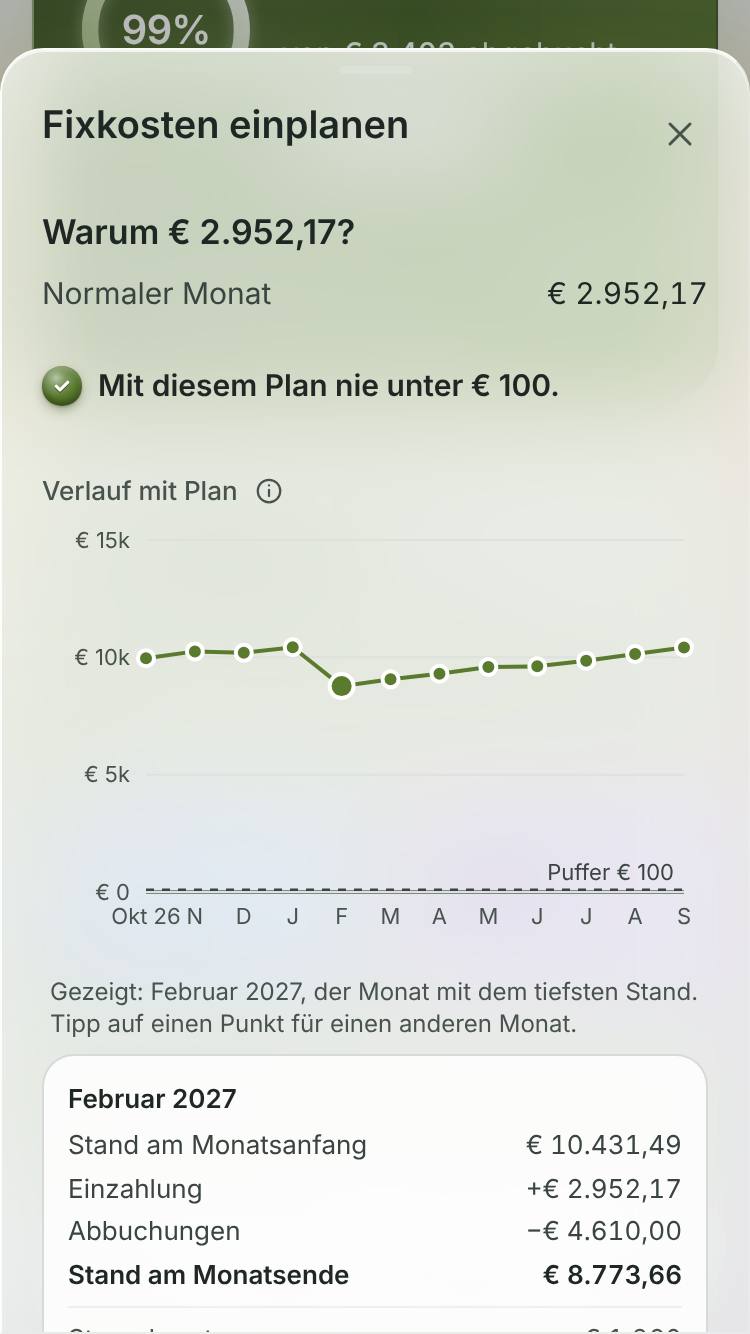 99%
Fixkosten einplanen
Warum € 2.952,17?
Normaler Monat € 2.952,17
Mit diesem Plan nie unter € 100.
Verlauf mit Plan
€ 15k
€ 10k
€ 5k
Puffer € 100
€ 0
Okt 26 N D J F M A M J J A S
Gezeigt: Februar 2027, der Monat mit dem tiefsten Stand.
Tipp auf einen Punkt für einen anderen Monat.
Februar 2027
Stand am Monatsanfang € 10.431,49
Einzahlung +€ 2.952,17
Abbuchungen −€ 4.610,00
Stand am Monatsende € 8.773,66